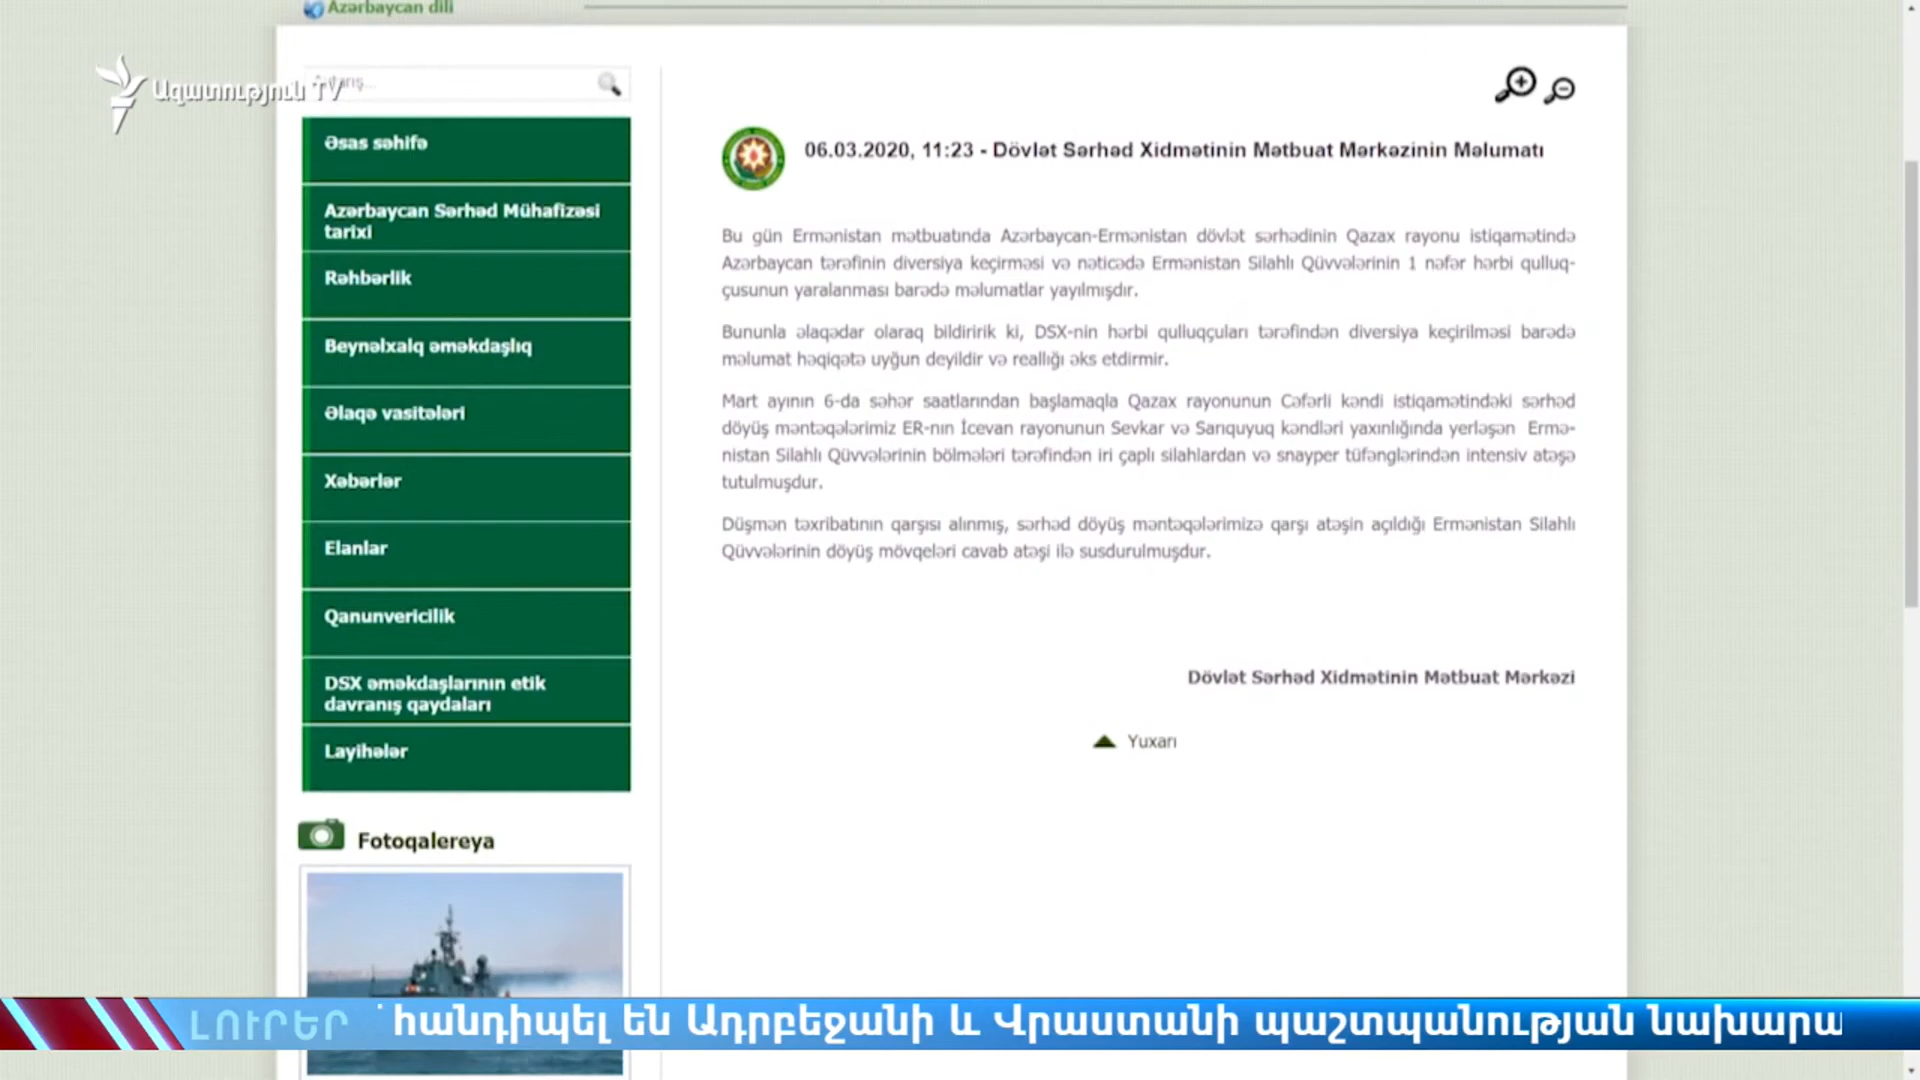 Azərbaycan dili
Ազատություն TV
Əsas səhifə
Azərbaycan Sərhəd Mühafizəsi
tarixi
Rəhbərlik
Beynəlxalq əməkdaşlıq
Əlaqə vasitələri
Xəbərlər
Elanlar
Qanunvericilik
DSX əməkdaşlarının etik
davranış qaydaları
Layihələr
Fotoqalereya
06.03.2020, 11:23 - Dövlət Sərhəd Xidmətinin Mətbuat Mərkəzinin Məlumatı
Bu gün Ermənistan mətbuatında Azərbaycan-Ermənistan dövlət sərhədinin Qazax rayonu istiqamətində
Azərbaycan tərəfinin diversiya keçirməsi və nəticədə Ermənistan Silahlı Qüvvələrinin 1 nəfər hərbi qulluq-
çusunun yaralanması barədə məlumatlar yayılmışdır.
Bununla əlaqədar olaraq bildiririk ki, DSX-nin hərbi qulluqçuları tərəfindən diversiya keçirilməsi barədə
məlumat həqiqətə uyğun deyildir və reallığı əks etdirmir.
Mart ayının 6-da səhər saatlarından başlamaqla Qazax rayonunun Cəfərli kəndi istiqamətindəki sərhəd
döyüş məntəqələrimiz ER-nın İcevan rayonunun Sevkar və Sarıquyuq kəndləri yaxınlığında yerləşən Ermə-
nistan Silahlı Qüvvələrinin bölmələri tərəfindən iri çaplı silahlardan və snayper tüfənglərindən intensiv atəşə
tutulmuşdur.
Düşmən təxribatının qarşısı alınmış, sərhəd döyüş məntəqələrimizə qarşı atəşin açıldığı Ermənistan Silahlı
Qüvvələrinin döyüş mövqeləri cavab atəşi ilə susdurulmuşdur.
Dövlət Sərhəd Xidmətinin Mətbuat Mərkəzi
Yuxarı
ԼՈՒՐԵՐ հանդիպել են Ադրբեջանի և Վրաստանի պաշտպանության նախարա